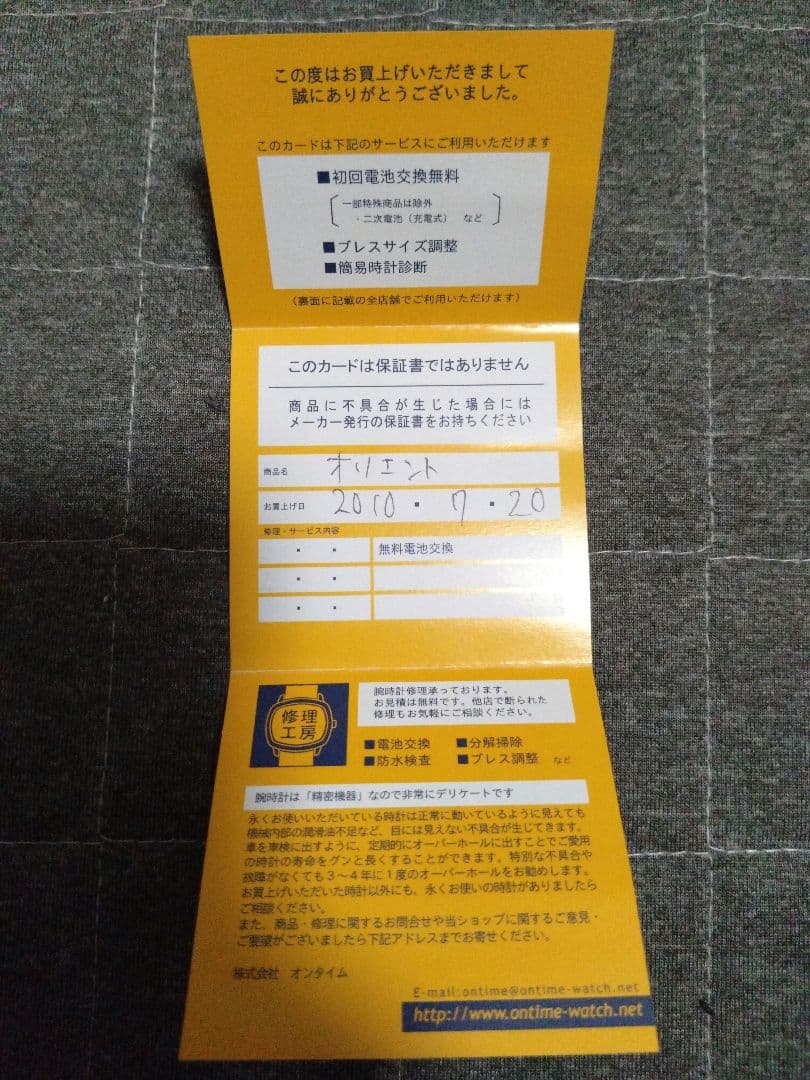 この度はお買上げいただきまして
誠にありがとうございました。
このカードは下記のサービスにご利用いただけます
■初回電池交換無料
一部特殊商品は除外
・二次電池（充電式） など
■ブレスサイズ調整
■簡易時計診断
（裏面に記載の全店舗でご利用いただけます）
このカードは保証書ではありません
商品に不具合が生じた場合には
メーカー発行の保証書をお持ちください
商品名 オリエント
お買上げ日 2010・7・20
修理・サービス内容
・ ・ 無料電池交換
・ ・
・ ・
修理
工房
腕時計修理承っております。
お見積は無料です。他店で断られた
修理もお気軽にご相談ください。
■電池交換 ■分解掃除
■防水検査 ■ブレス調整 など
腕時計は「精密機器」なので非常にデリケートです
永くお使いいただいている時計は正常に動いているように見えても
機械内部の潤滑油不足など、目には見えない不具合が生じてきます。
車を車検に出すように、定期的にオーバーホールに出すことでご愛用
の時計の寿命をグンと長くすることができます。特別な不具合や
故障がなくても３～４年に１度のオーバーホールをお勧めします。
お買上げいただいた時計以外にも、永くお使いの時計がありましたら
ご相談ください。
また、商品・修理に関するお問合せや当ショップに関するご意見・
ご要望がございましたら下記アドレスまでお寄せください。
株式会社 オンタイム
E-mail:ontime@ontime-watch.net
http://www.ontime-watch.net